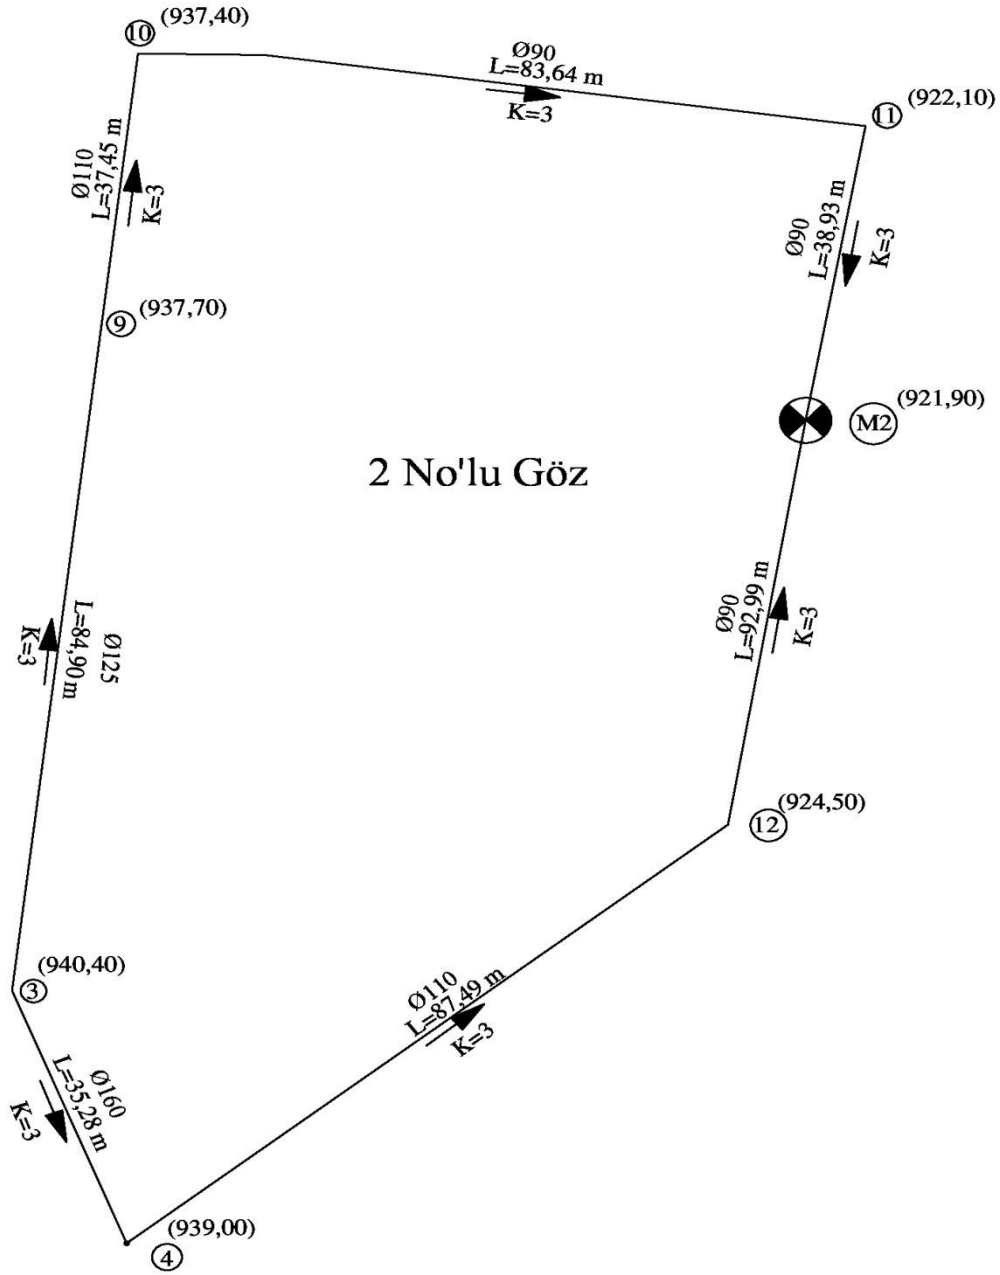 10 (937,40)
Ø90
L=83,64 m
K=3
11 (922,10)
Ø110
L=37,45 m
K=3
Ø90
L=38,93 m
K=3
9 (937,70)
M2 (921,90)
2 No'lu Göz
Ø90
L=92,99 m
K=3
Ø125
L=84,90 m
K=3
12 (924,50)
3 (940,40)
Ø110
L=87,49 m
K=3
Ø160
L=35,28 m
K=3
4 (939,00)